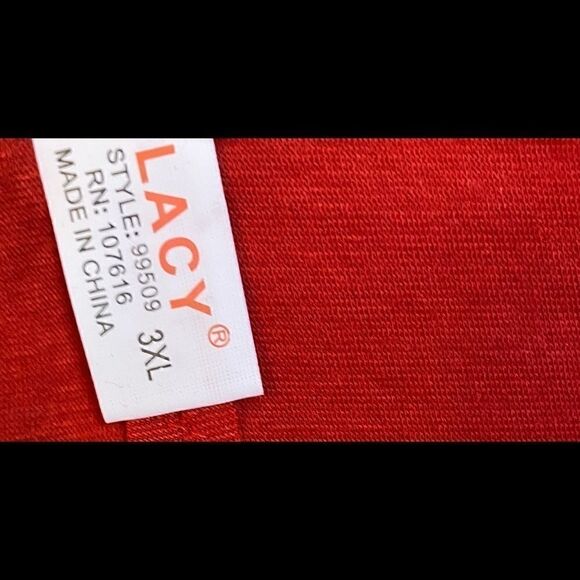 LACY®
STYLE: 99509 3XL
RN: 107616
MADE IN CHINA